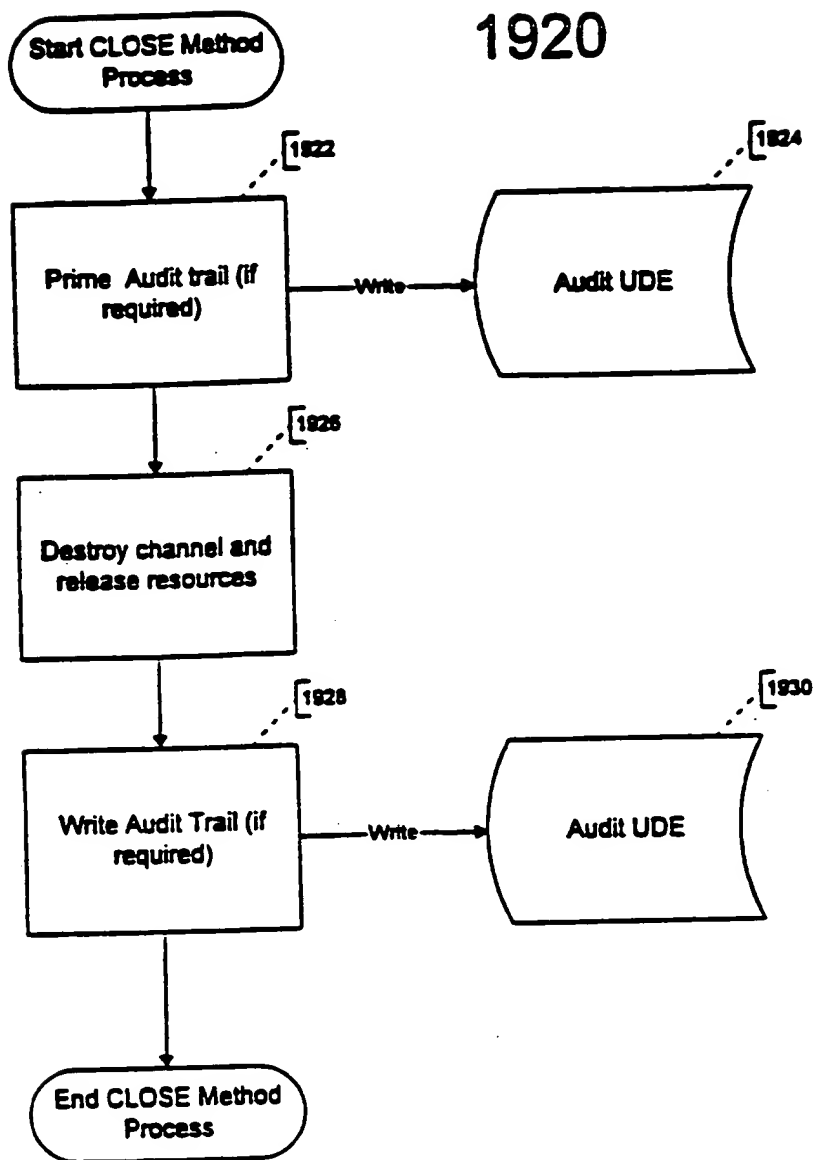 1920
Start CLOSE Method
Process
1922
1924
Prime Audit trail (if
required)
Write
Audit UDE
1926
Destroy channel and
release resources
1928
1930
Write Audit Trail (if
required)
Write
Audit UDE
End CLOSE Method
Process